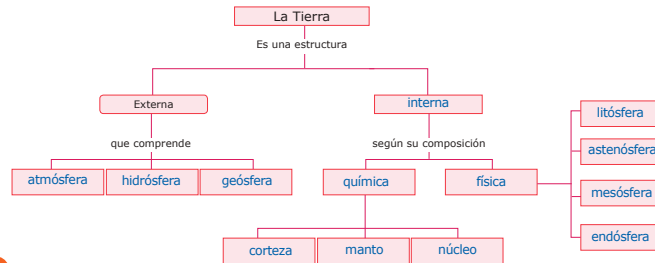 La Tierra
Es una estructura
Externa
interna
litósfera
que comprende
según su composición
astenósfera
atmósfera
hidrósfera
geósfera
química
física
mesósfera
endósfera
corteza
manto
núcleo